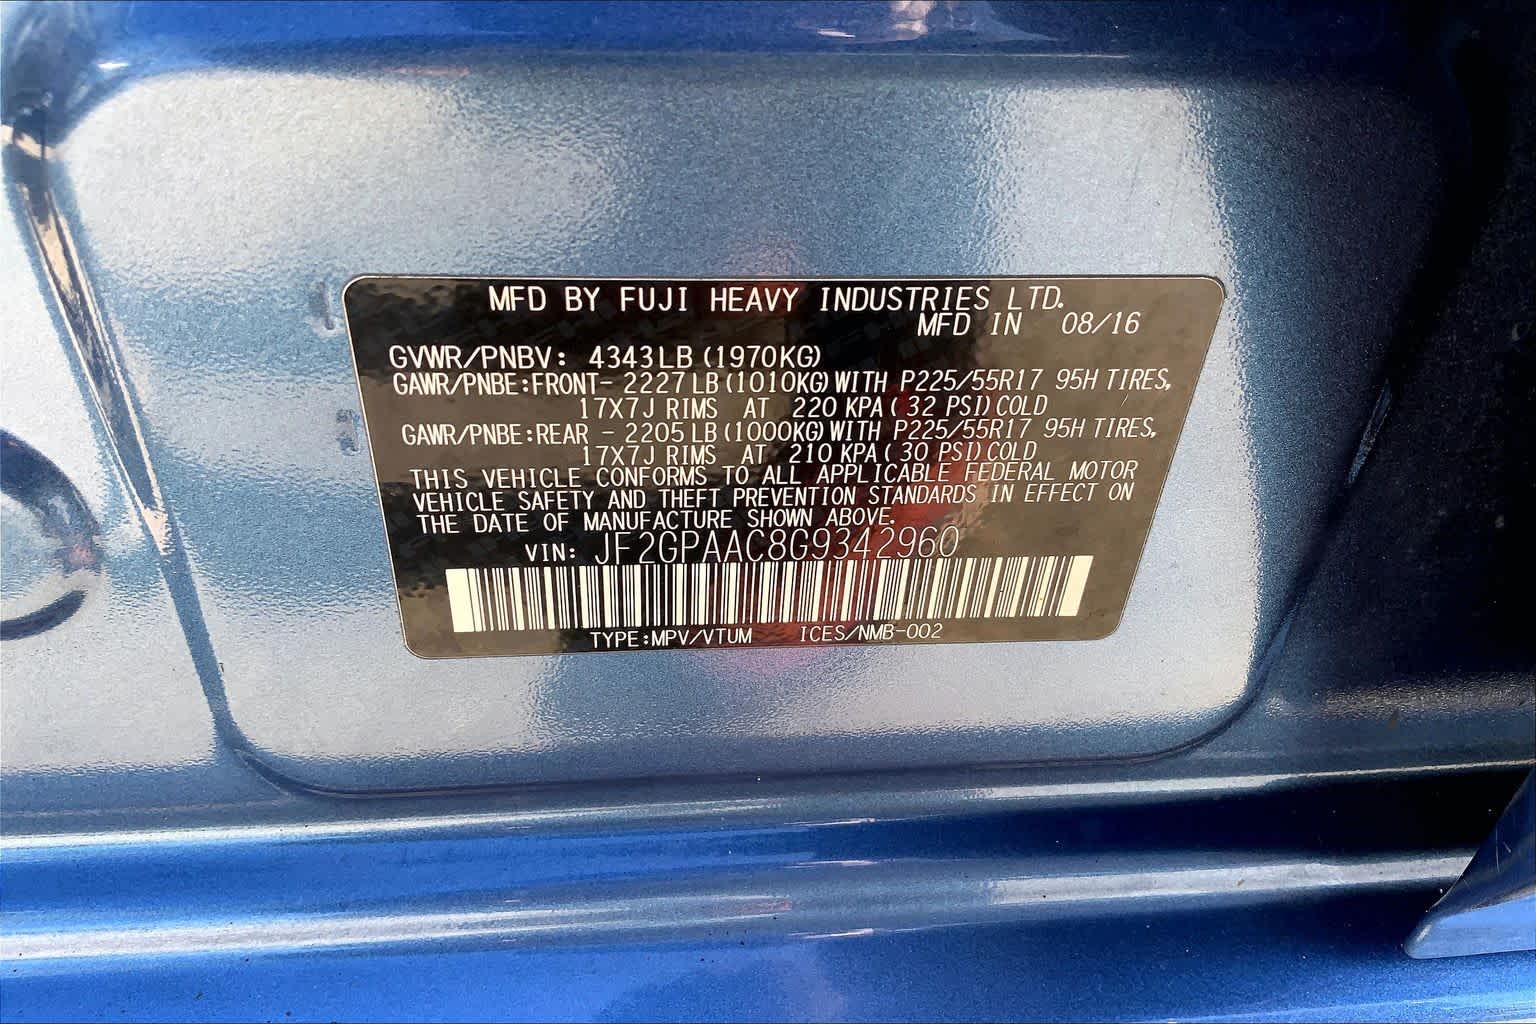 MFD BY FUJI HEAVY INDUSTRIES LTD.
MFD IN 08/16
GVWR/PNBV: 4343LB (1970KG)
GAWR/PNBE:FRONT- 2227LB (1010KG) WITH P225/55R17 95H TIRES,
17X7J RIMS AT 220 KPA (32 PSI) COLD
GAWR/PNBE:REAR - 2205LB (1000KG) WITH P225/55R17 95H TIRES,
17X7J RIMS AT 210 KPA (30 PSI) COLD
THIS VEHICLE CONFORMS TO ALL APPLICABLE FEDERAL MOTOR
VEHICLE SAFETY AND THEFT PREVENTION STANDARDS IN EFFECT ON
THE DATE OF MANUFACTURE SHOWN ABOVE.
VIN: JF2GPAAC8G9342960
TYPE:MPV/VTUM ICES/NMB-002